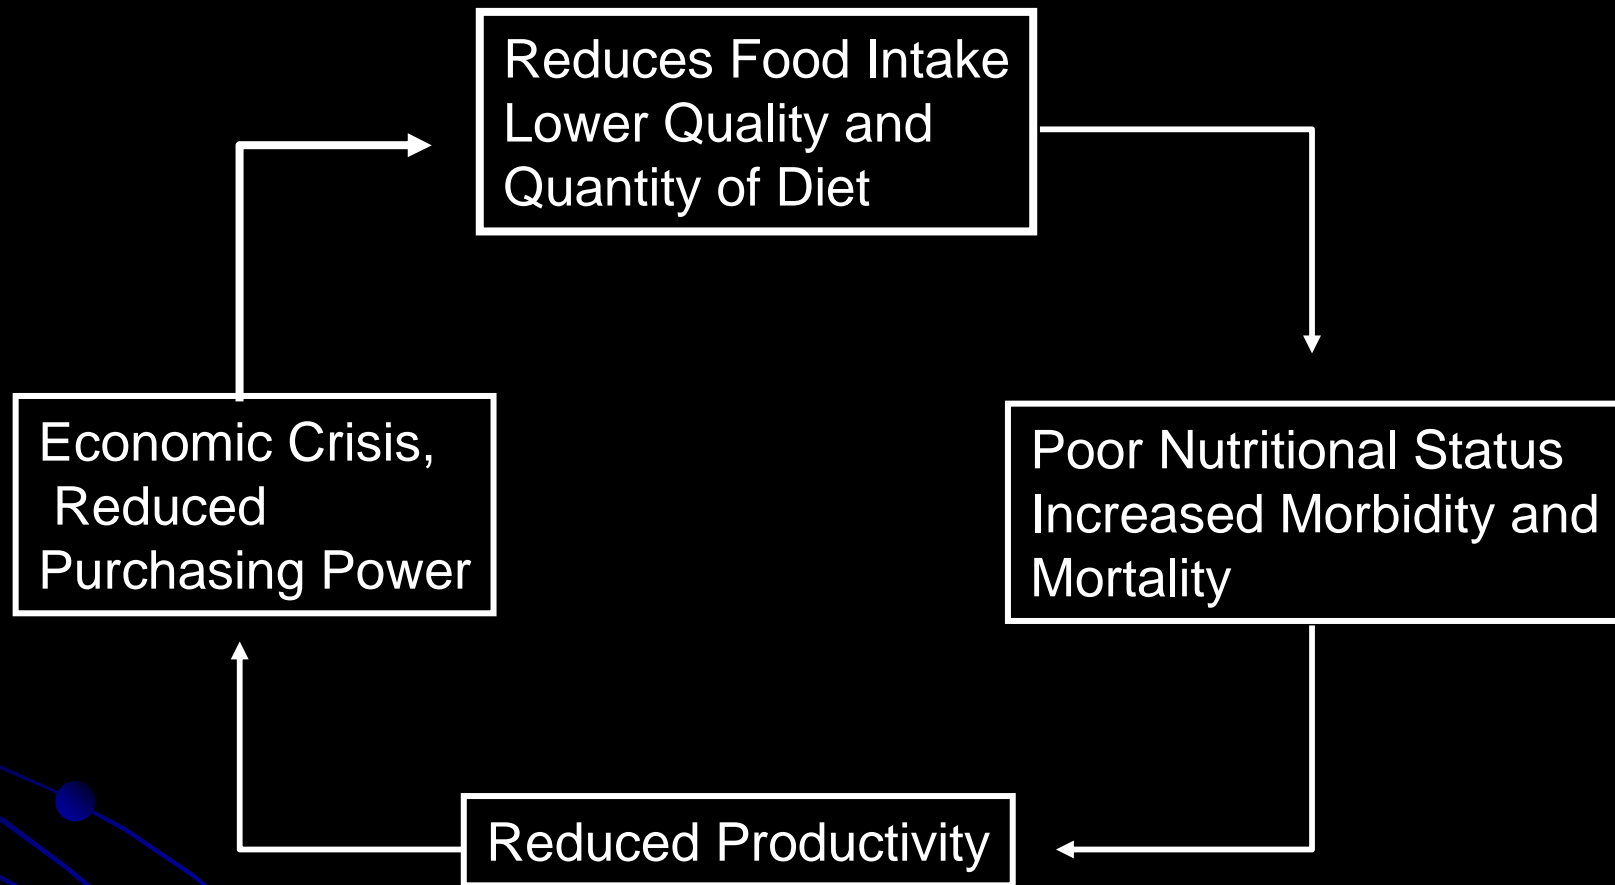 Reduces Food Intake
Lower Quality and
Quantity of Diet
Economic Crisis,
Reduced
Purchasing Power
Poor Nutritional Status
Increased Morbidity and
Mortality
Reduced Productivity